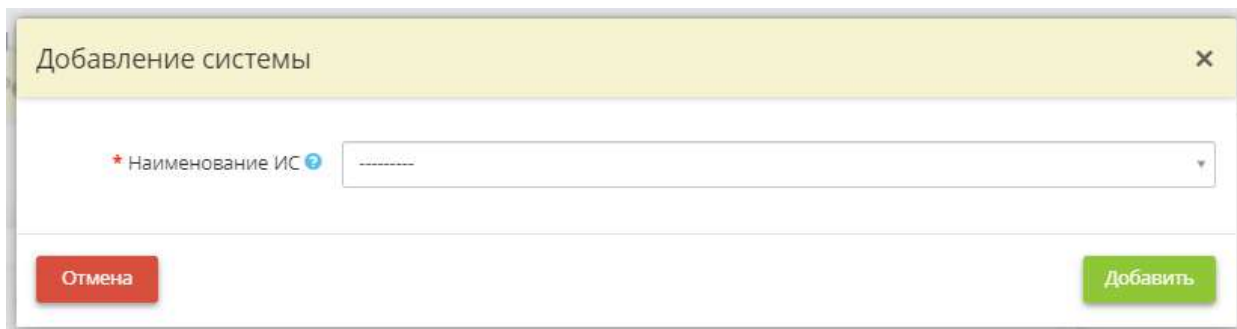 Добавление системы
* Наименование ИС ---------
Отмена Добавить